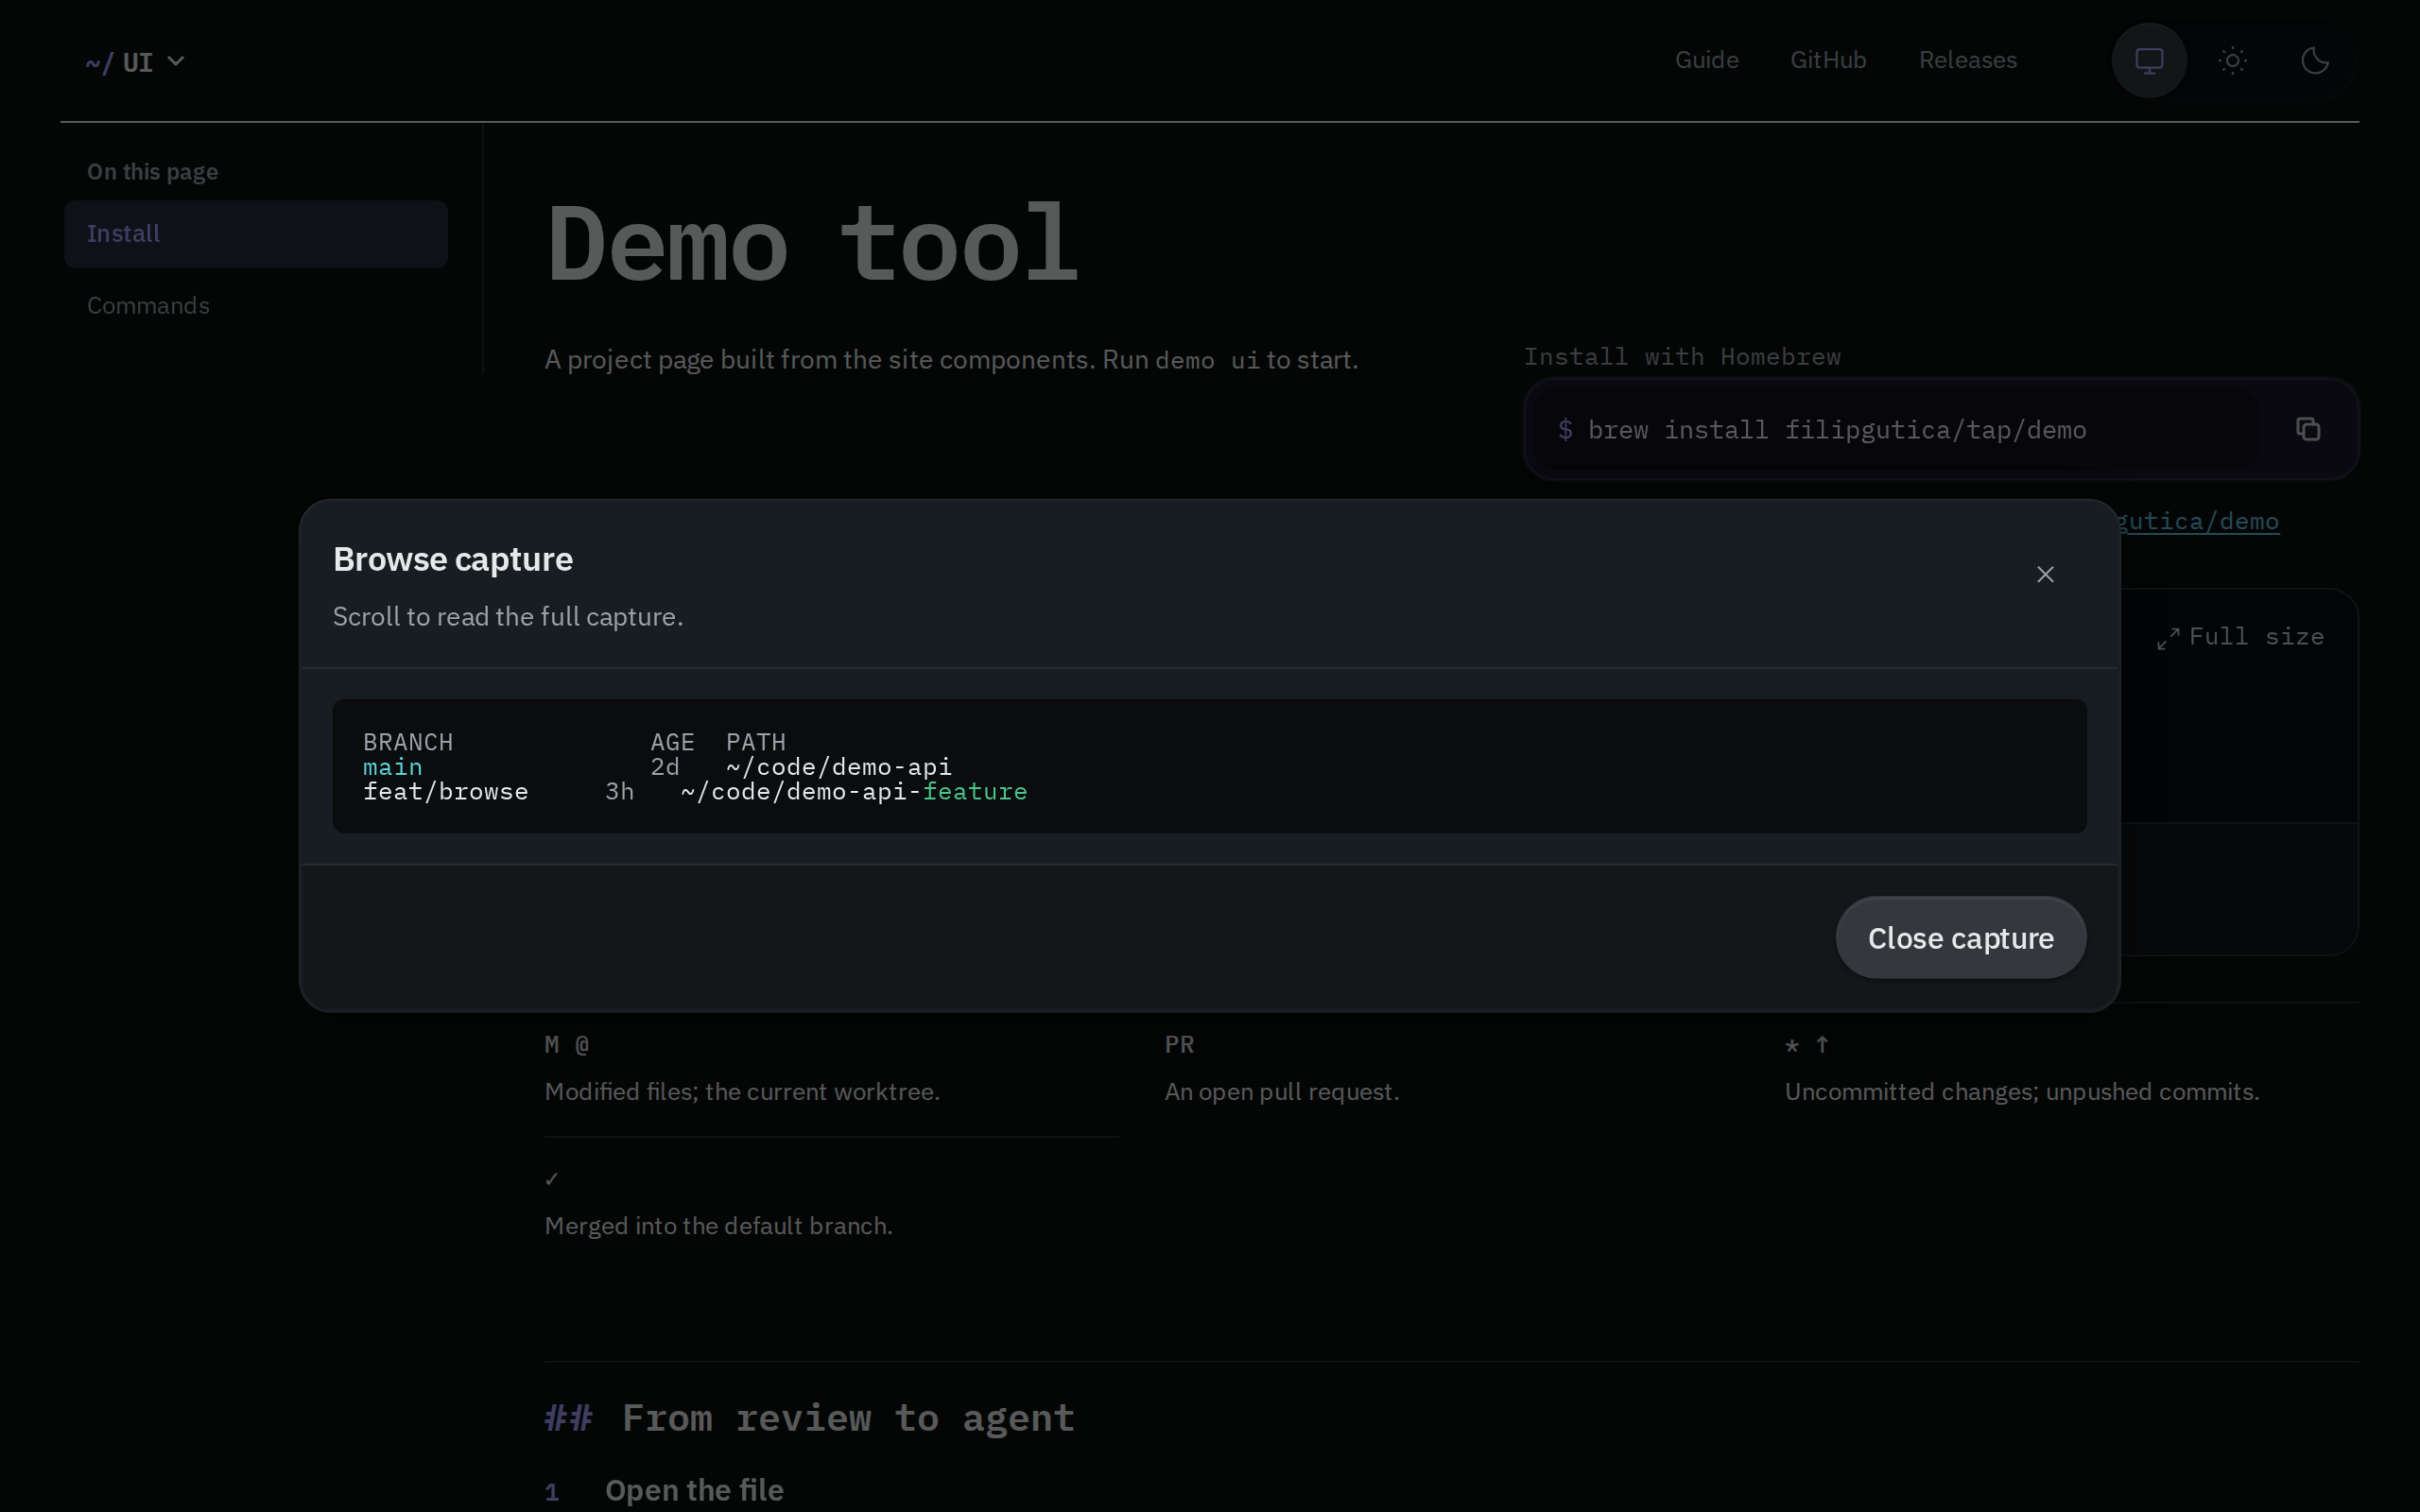 ~/ UI
Guide GitHub Releases
On this page
Install
Commands
Demo tool
A project page built from the site components. Run demo ui to start.
Install with Homebrew
$ brew install filipgutica/tap/demo
gutica/demo
Full size
Browse capture
Scroll to read the full capture.
BRANCH AGE PATH
main 2d ~/code/demo-api
feat/browse 3h ~/code/demo-api-feature
Close capture
M @
Modified files; the current worktree.
PR
An open pull request.
* ↑
Uncommitted changes; unpushed commits.
✓
Merged into the default branch.
## From review to agent
1 Open the file